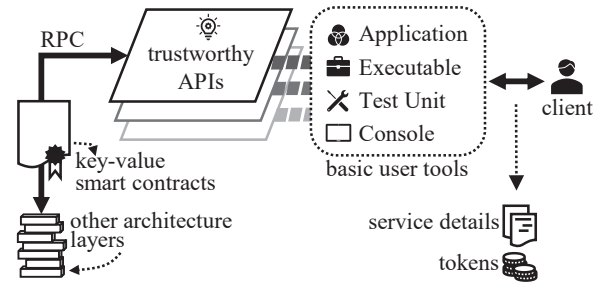 RPC
trustworthy
APIs
Application
Executable
Test Unit
Console
basic user tools
client
key-value
smart contracts
other architecture
layers
service details
tokens